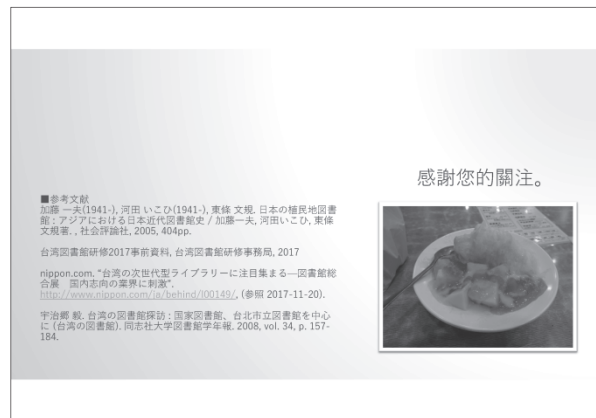 ■参考文献
加藤 一夫(1941-), 河田 いこひ(1941-), 東條 文規. 日本の植民地図書
館 : アジアにおける日本近代図書館史 / 加藤一夫, 河田いこひ, 東條
文規著. , 社会評論社, 2005, 404pp.
台湾図書館研修2017事前資料, 台湾図書館研修事務局, 2017
nippon.com. "台湾の次世代型ライブラリーに注目集まる―図書館総
合展　国内志向の業界に刺激",
http://www.nippon.com/ja/behind/l00149/, (参照 2017-11-20).
宇治郷 毅. 台湾の図書館探訪 : 国家図書館、台北市立図書館を中心
に (台湾の図書館). 同志社大学図書館学年報. 2008, vol. 34, p. 157-
184.
感謝您的關注。